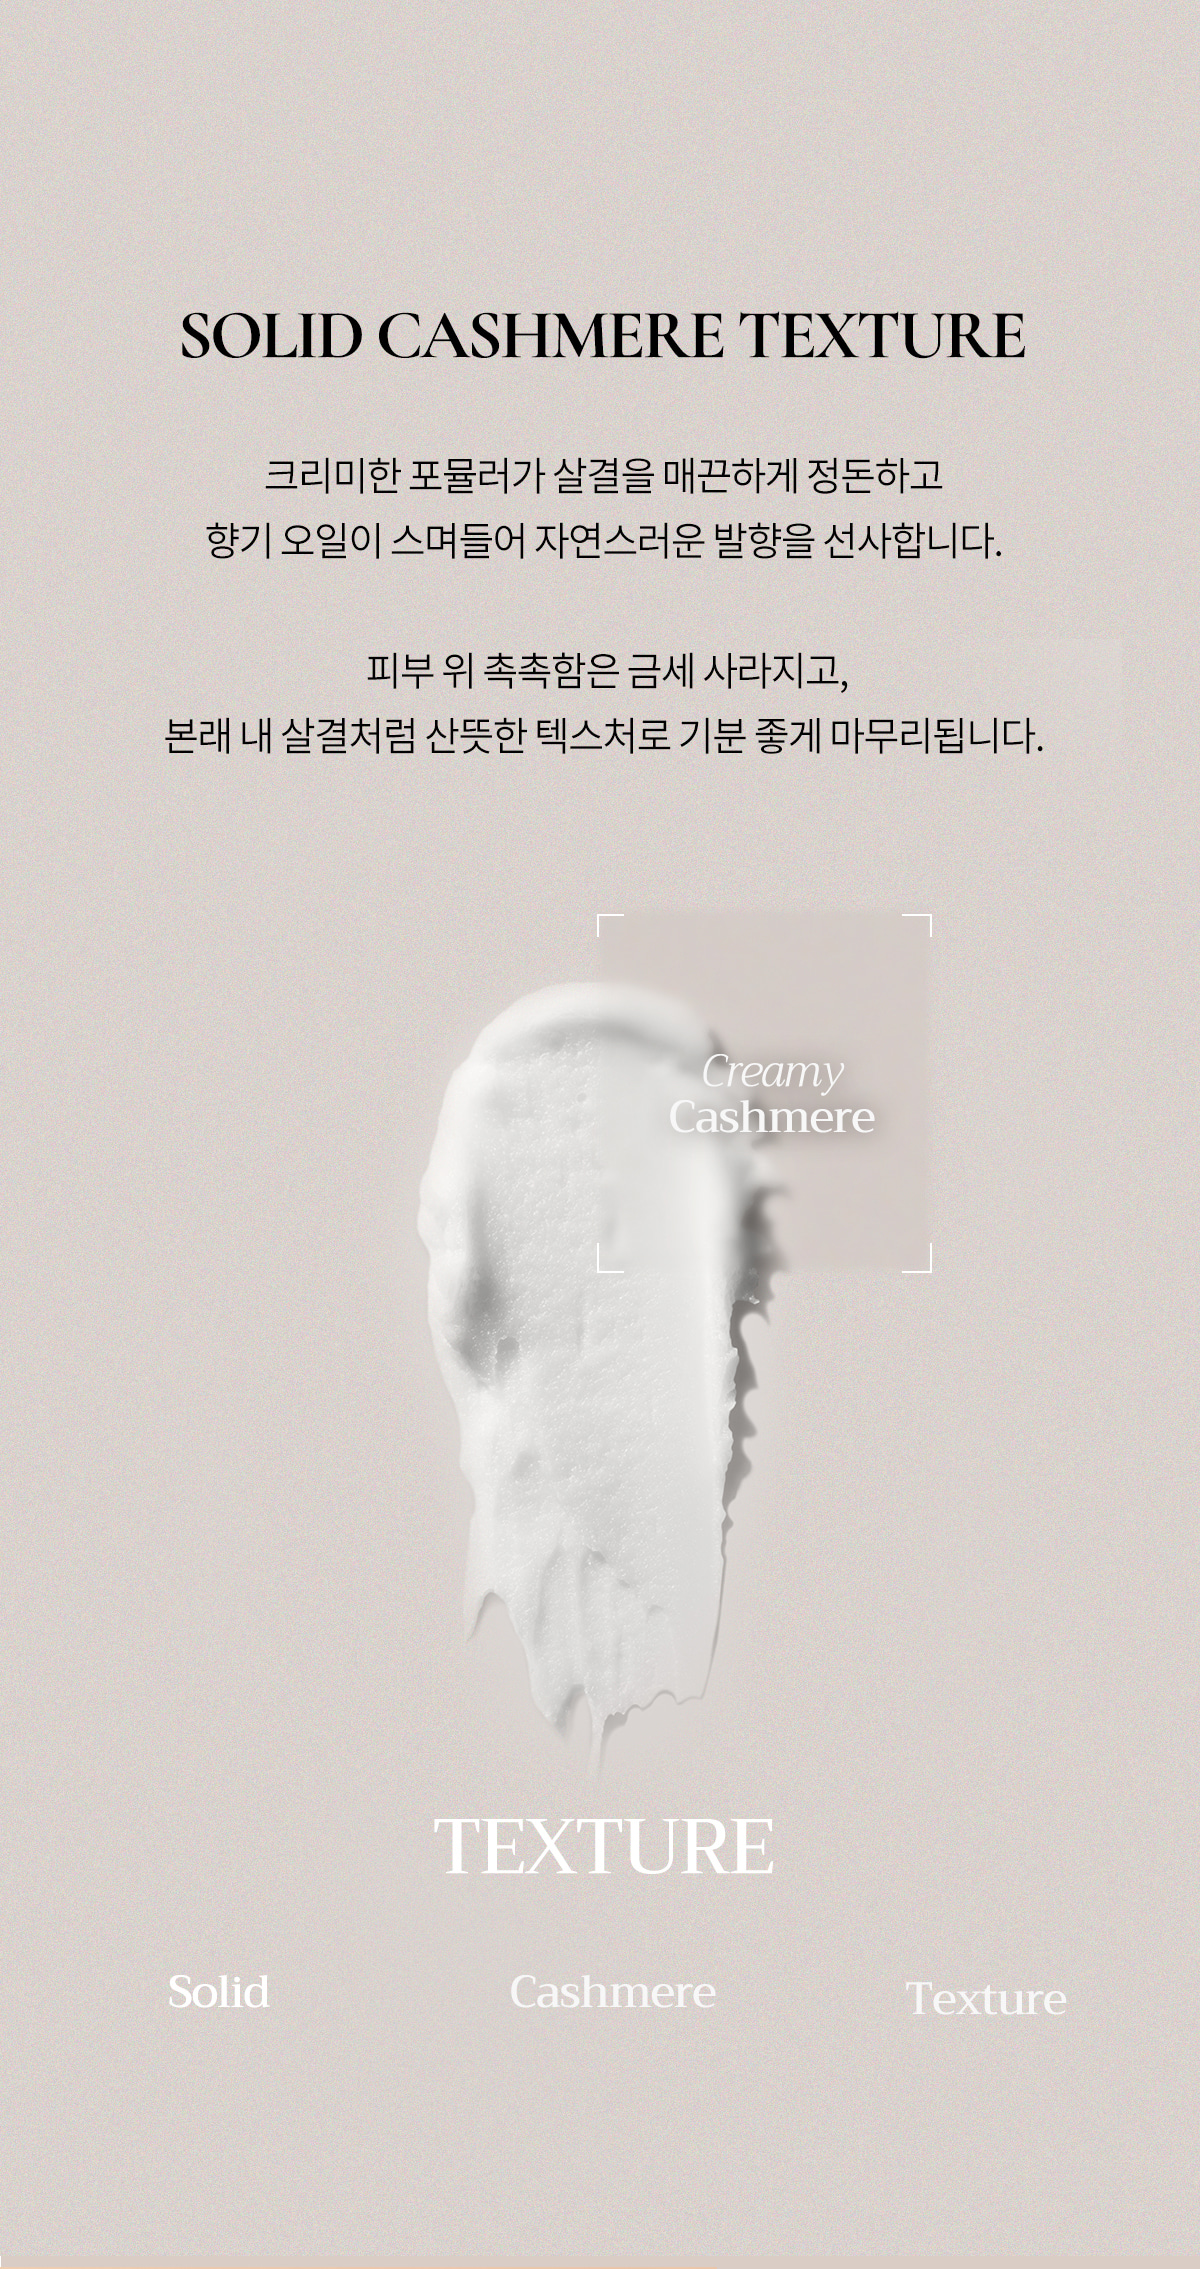 SOLID CASHMERE TEXTURE
크리미한 포뮬러가 살결을 매끈하게 정돈하고
향기 오일이 스며들어 자연스러운 발향을 선사합니다.
피부 위 촉촉함은 금세 사라지고,
본래 내 살결처럼 산뜻한 텍스처로 기분 좋게 마무리됩니다.
Creamy
Cashmere
TEXTURE
Solid Cashmere Texture